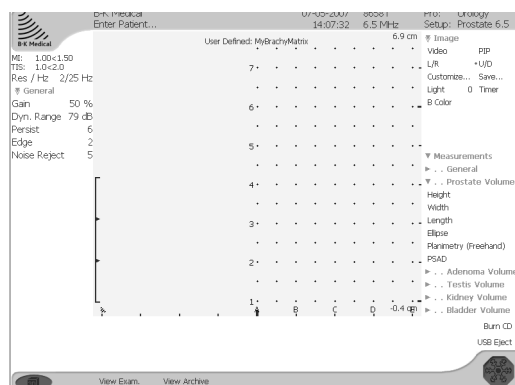 B-K Medical 07-05-2007 86581 Pro: Urology
Enter Patient... 14:07:32 6.5 MHz Setup: Prostate 6.5
B-K Medical
MI: 1.00<1.50
TIS: 1.0<2.0
Res / Hz 2/25 Hz
General
Gain 50 %
Dyn. Range 79 dB
Persist 6
Edge 2
Noise Reject 5
User Defined: MyBrachyMatrix
6.9 cm
7
6
5
4
3
2
1
A B C D E
-0.4 cm
Image
Video PIP
L/R •U/D
Customize... Save...
Light 0 Timer
B Color
Measurements
. . General
. . Prostate Volume
Height
Width
Length
Ellipse
Planimetry (Freehand)
PSAD
. . Adenoma Volume
. . Testis Volume
. . Kidney Volume
. . Bladder Volume
Burn CD
USB Eject
View Exam. View Archive